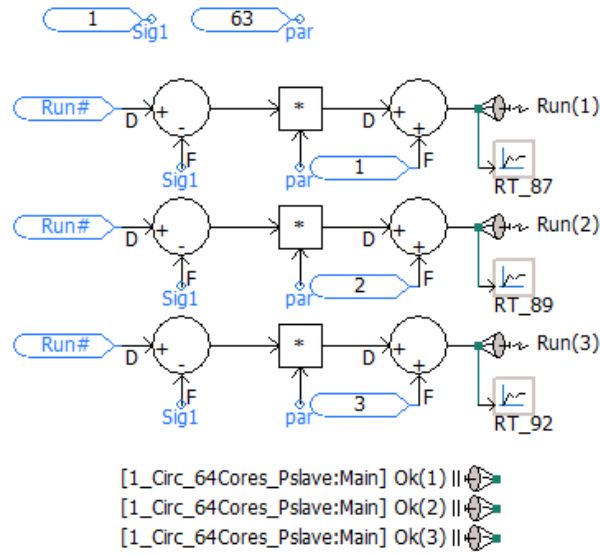 1 Sig1 63 par
Run# D + - F Sig1 * par D + + F 1 Run(1) RT_87
Run# D + - F Sig1 * par D + + F 2 Run(2) RT_89
Run# D + - F Sig1 * par D + + F 3 Run(3) RT_92
[1_Circ_64Cores_Pslave:Main] Ok(1)
[1_Circ_64Cores_Pslave:Main] Ok(2)
[1_Circ_64Cores_Pslave:Main] Ok(3)